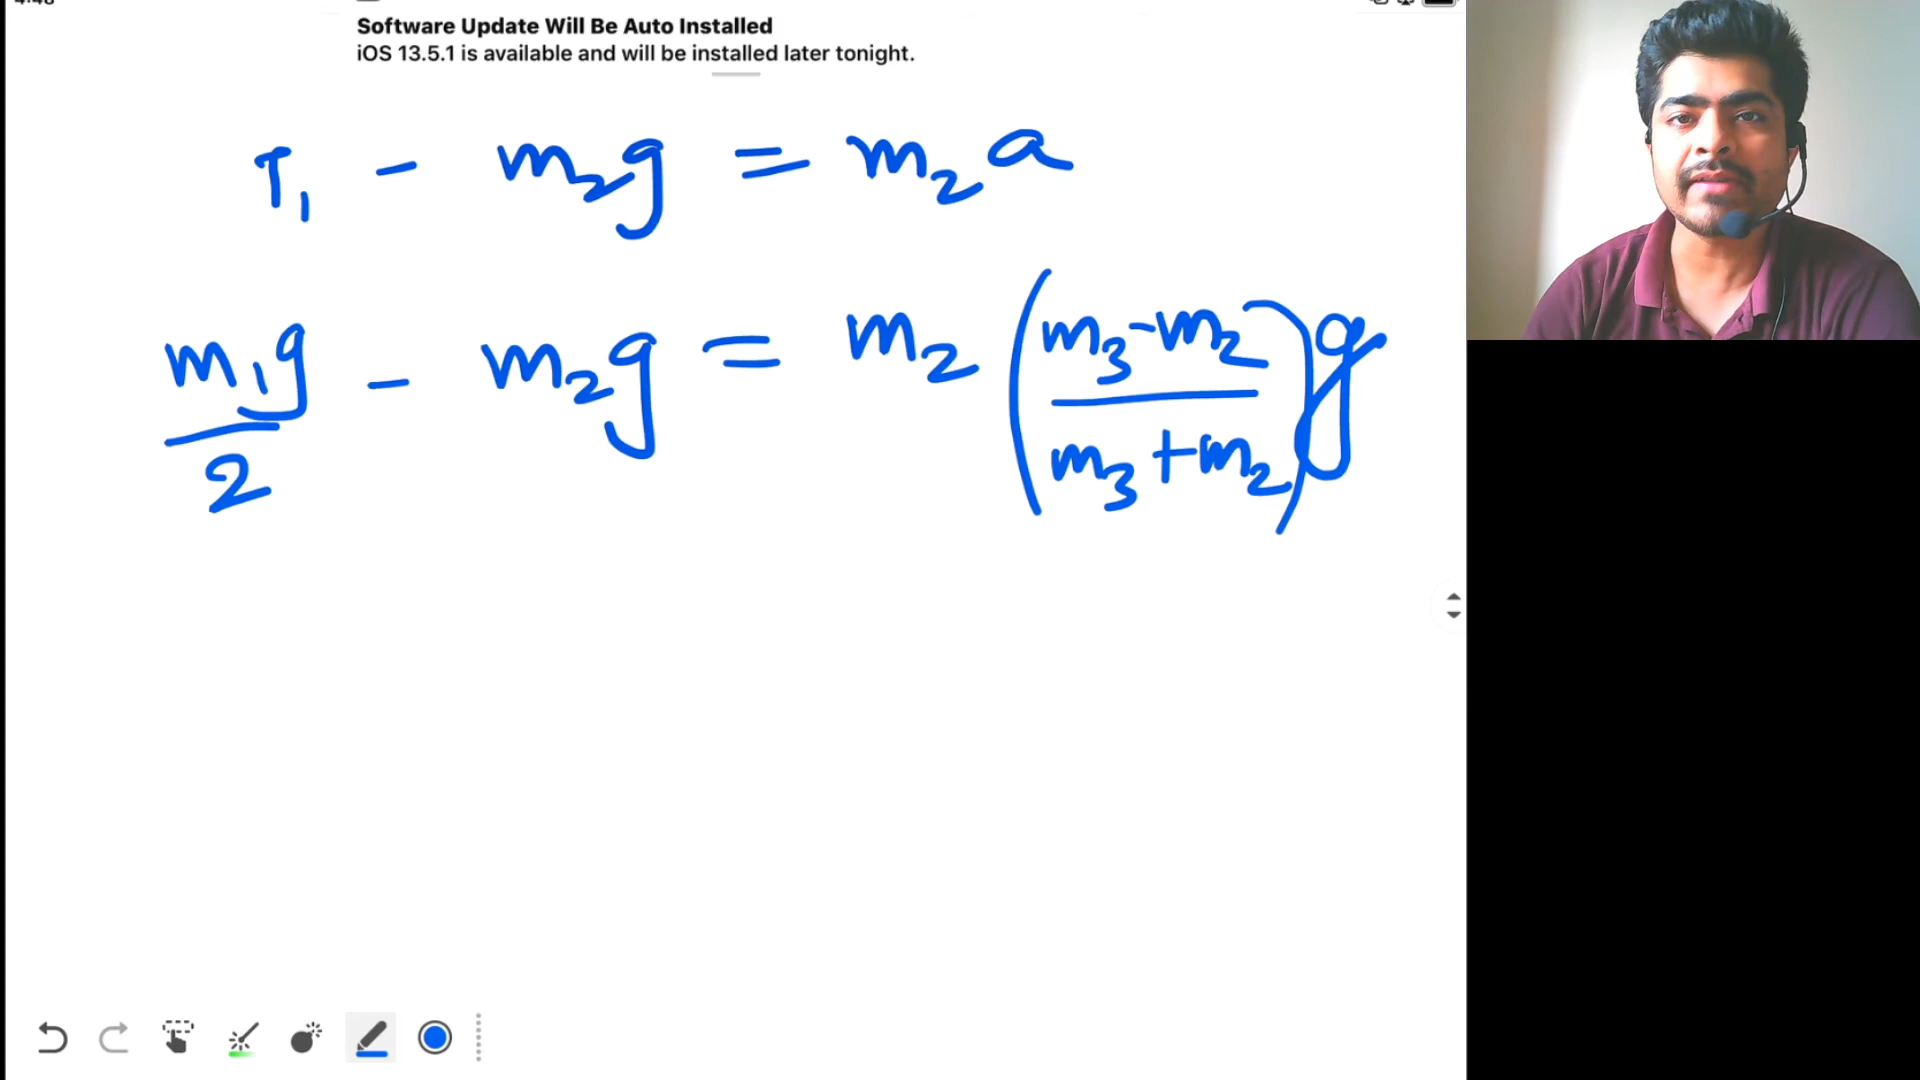 Software Update Will Be Auto Installed
iOS 13.5.1 is available and will be installed later tonight.
T₁ - m₂g = m₂a
m₁g/2 - m₂g = m₂ ((m₃-m₂)/(m₃+m₂)) g